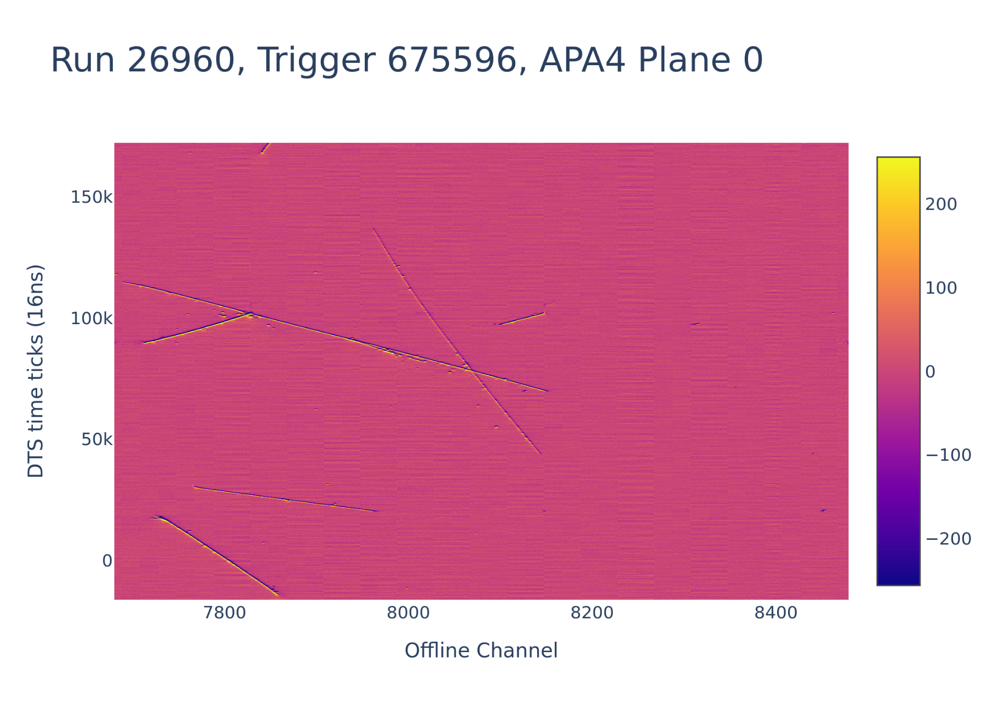 Run 26960, Trigger 675596, APA4 Plane 0
DTS time ticks (16ns)
150k
100k
50k
0
7800
8000
8200
8400
Offline Channel
200
100
0
−100
−200